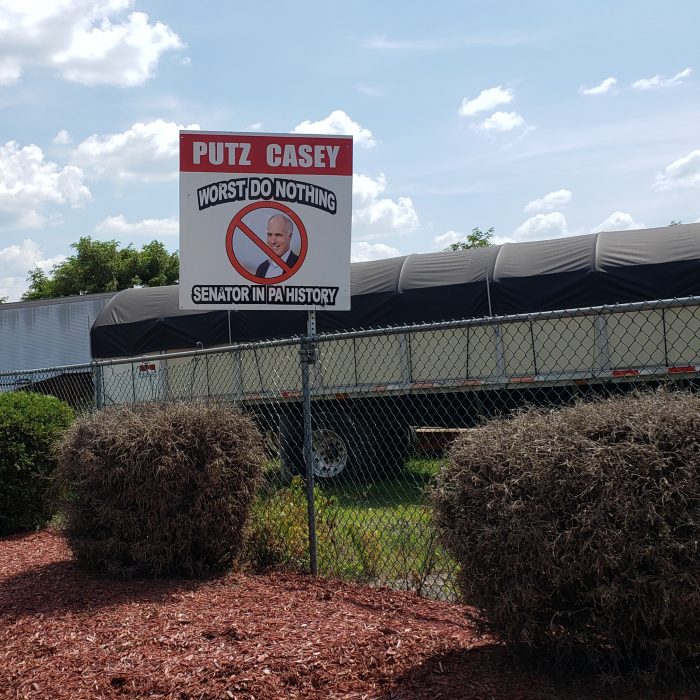 PUTZ CASEY
WORST DO NOTHING
SENATOR IN PA HISTORY